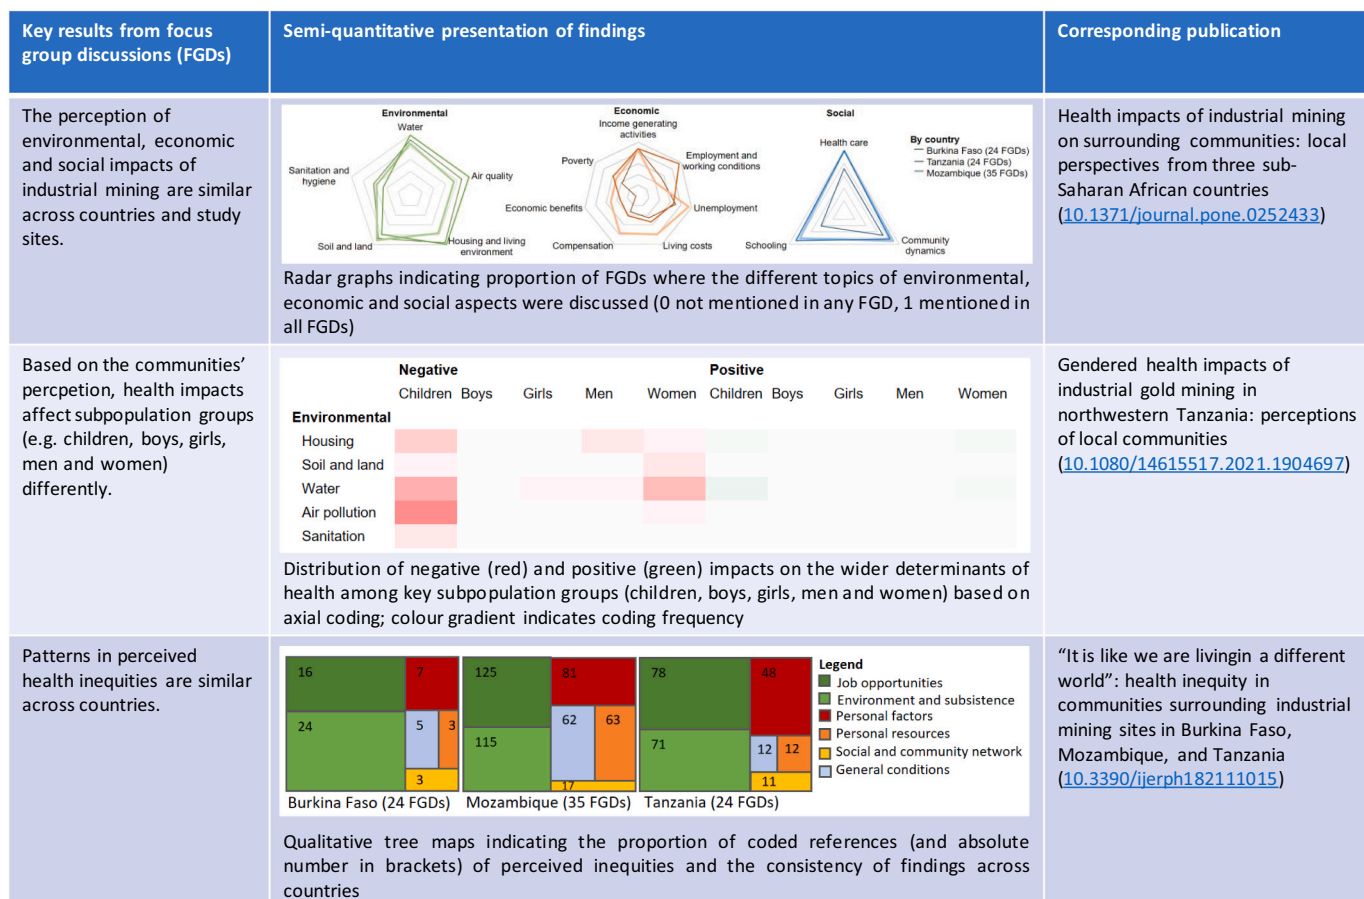 Key results from focus
group discussions (FGDs)
Semi-quantitative presentation of findings
Corresponding publication
The perception of
environmental, economic
and social impacts of
industrial mining are similar
across countries and study
sites.
Environmental
Water
Sanitation and
hygiene
Air quality
Soil and land
Housing and living
environment
Economic
Income generating
activities
Poverty
Employment and
working conditions
Economic benefits
Unemployment
Compensation
Living costs
Social
Health care
Schooling
Community
dynamics
By country
Burkina Faso (24 FGDs)
Tanzania (24 FGDs)
Mozambique (35 FGDs)
Radar graphs indicating proportion of FGDs where the different topics of environmental,
economic and social aspects were discussed (0 not mentioned in any FGD, 1 mentioned in
all FGDs)
Health impacts of industrial mining
on surrounding communities: local
perspectives from three sub-
Saharan African countries
(10.1371/journal.pone.0252433)
Based on the communities’
percpetion, health impacts
affect subpopulation groups
(e.g. children, boys, girls,
men and women)
differently.
Negative Positive
Children Boys Girls Men Women Children Boys Girls Men Women
Environmental
Housing
Soil and land
Water
Air pollution
Sanitation
Distribution of negative (red) and positive (green) impacts on the wider determinants of
health among key subpopulation groups (children, boys, girls, men and women) based on
axial coding; colour gradient indicates coding frequency
Gendered health impacts of
industrial gold mining in
northwestern Tanzania: perceptions
of local communities
(10.1080/14615517.2021.1904697)
Patterns in perceived
health inequities are similar
across countries.
16 7
24 5 3
3
Burkina Faso (24 FGDs)
125 81
115 62 63
17
Mozambique (35 FGDs)
78 48
71 12 12
11
Tanzania (24 FGDs)
Legend
Job opportunities
Environment and subsistence
Personal factors
Personal resources
Social and community network
General conditions
Qualitative tree maps indicating the proportion of coded references (and absolute
number in brackets) of perceived inequities and the consistency of findings across
countries
“It is like we are livingin a different
world”: health inequity in
communities surrounding industrial
mining sites in Burkina Faso,
Mozambique, and Tanzania
(10.3390/ijerph182111015)